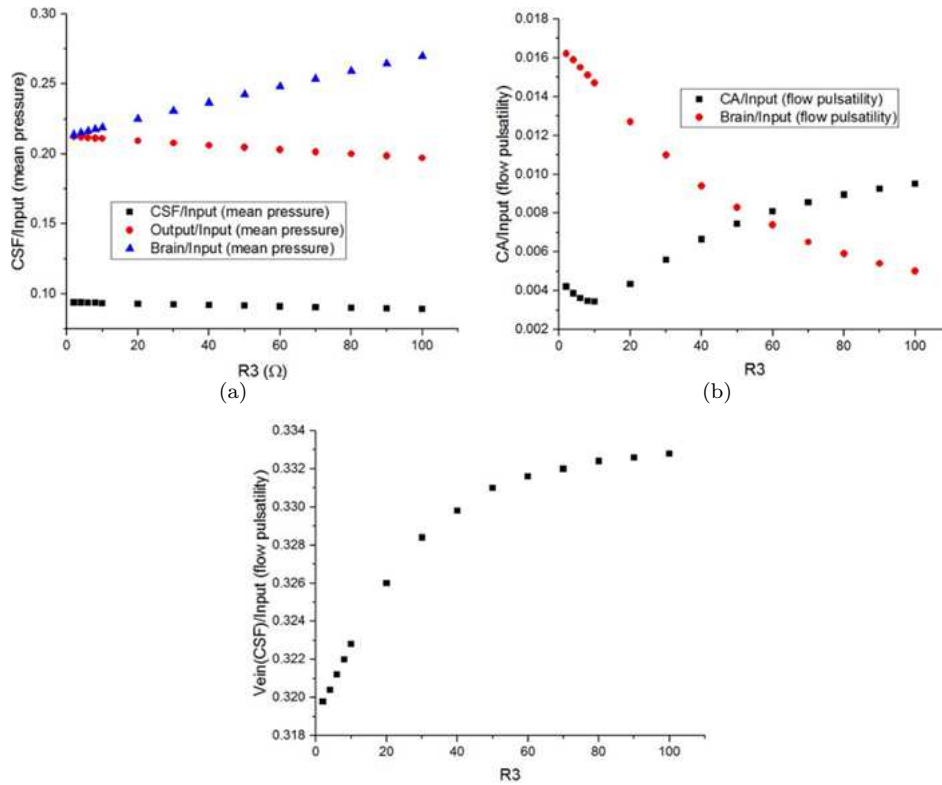 CSF/Input (mean pressure)
0.30
0.25
0.20
0.15
0.10
CSF/Input (mean pressure)
Output/Input (mean pressure)
Brain/Input (mean pressure)
0 20 40 60 80 100
R3 (Ω)
(a)
CA/Input (flow pulsatility)
0.018
0.016
0.014
0.012
0.010
0.008
0.006
0.004
0.002
CA/Input (flow pulsatility)
Brain/Input (flow pulsatility)
0 20 40 60 80 100
R3
(b)
Vein(CSF)/Input (flow pulsatility)
0.334
0.332
0.330
0.328
0.326
0.324
0.322
0.320
0.318
0 20 40 60 80 100
R3